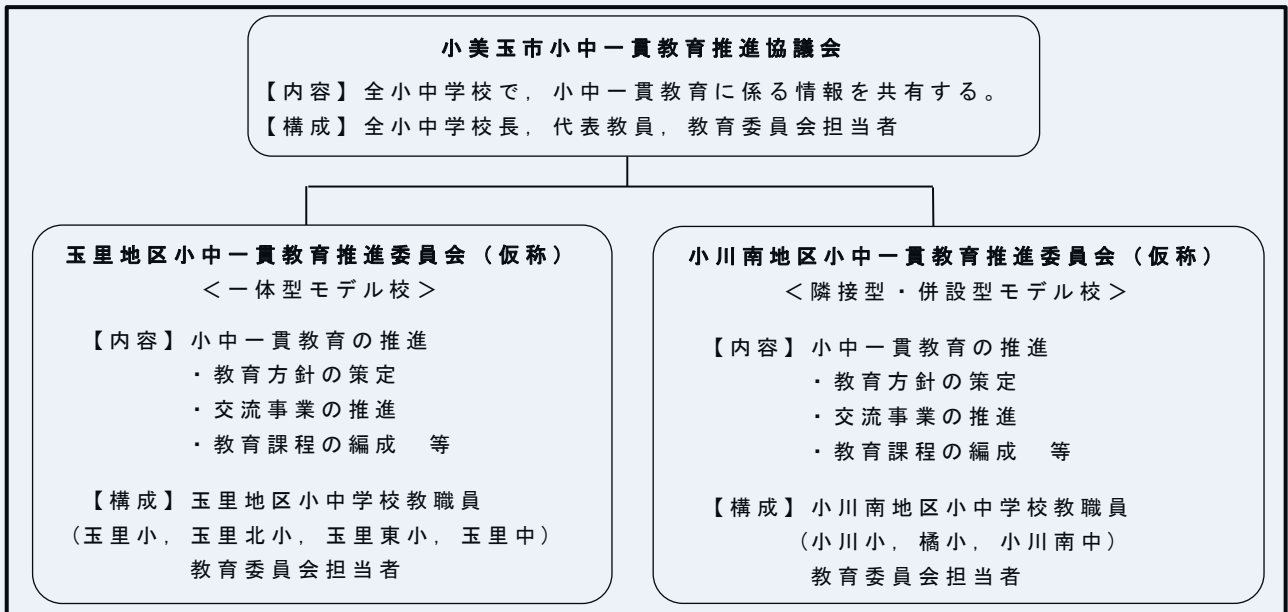 小美玉市小中一貫教育推進協議会
【内容】全小中学校で，小中一貫教育に係る情報を共有する。
【構成】全小中学校長，代表教員，教育委員会担当者
玉里地区小中一貫教育推進委員会（仮称）
＜一体型モデル校＞
【内容】小中一貫教育の推進
・教育方針の策定
・交流事業の推進
・教育課程の編成　等
【構成】玉里地区小中学校教職員
（玉里小，玉里北小，玉里東小，玉里中）
教育委員会担当者
小川南地区小中一貫教育推進委員会（仮称）
＜隣接型・併設型モデル校＞
【内容】小中一貫教育の推進
・教育方針の策定
・交流事業の推進
・教育課程の編成　等
【構成】小川南地区小中学校教職員
（小川小，橘小，小川南中）
教育委員会担当者